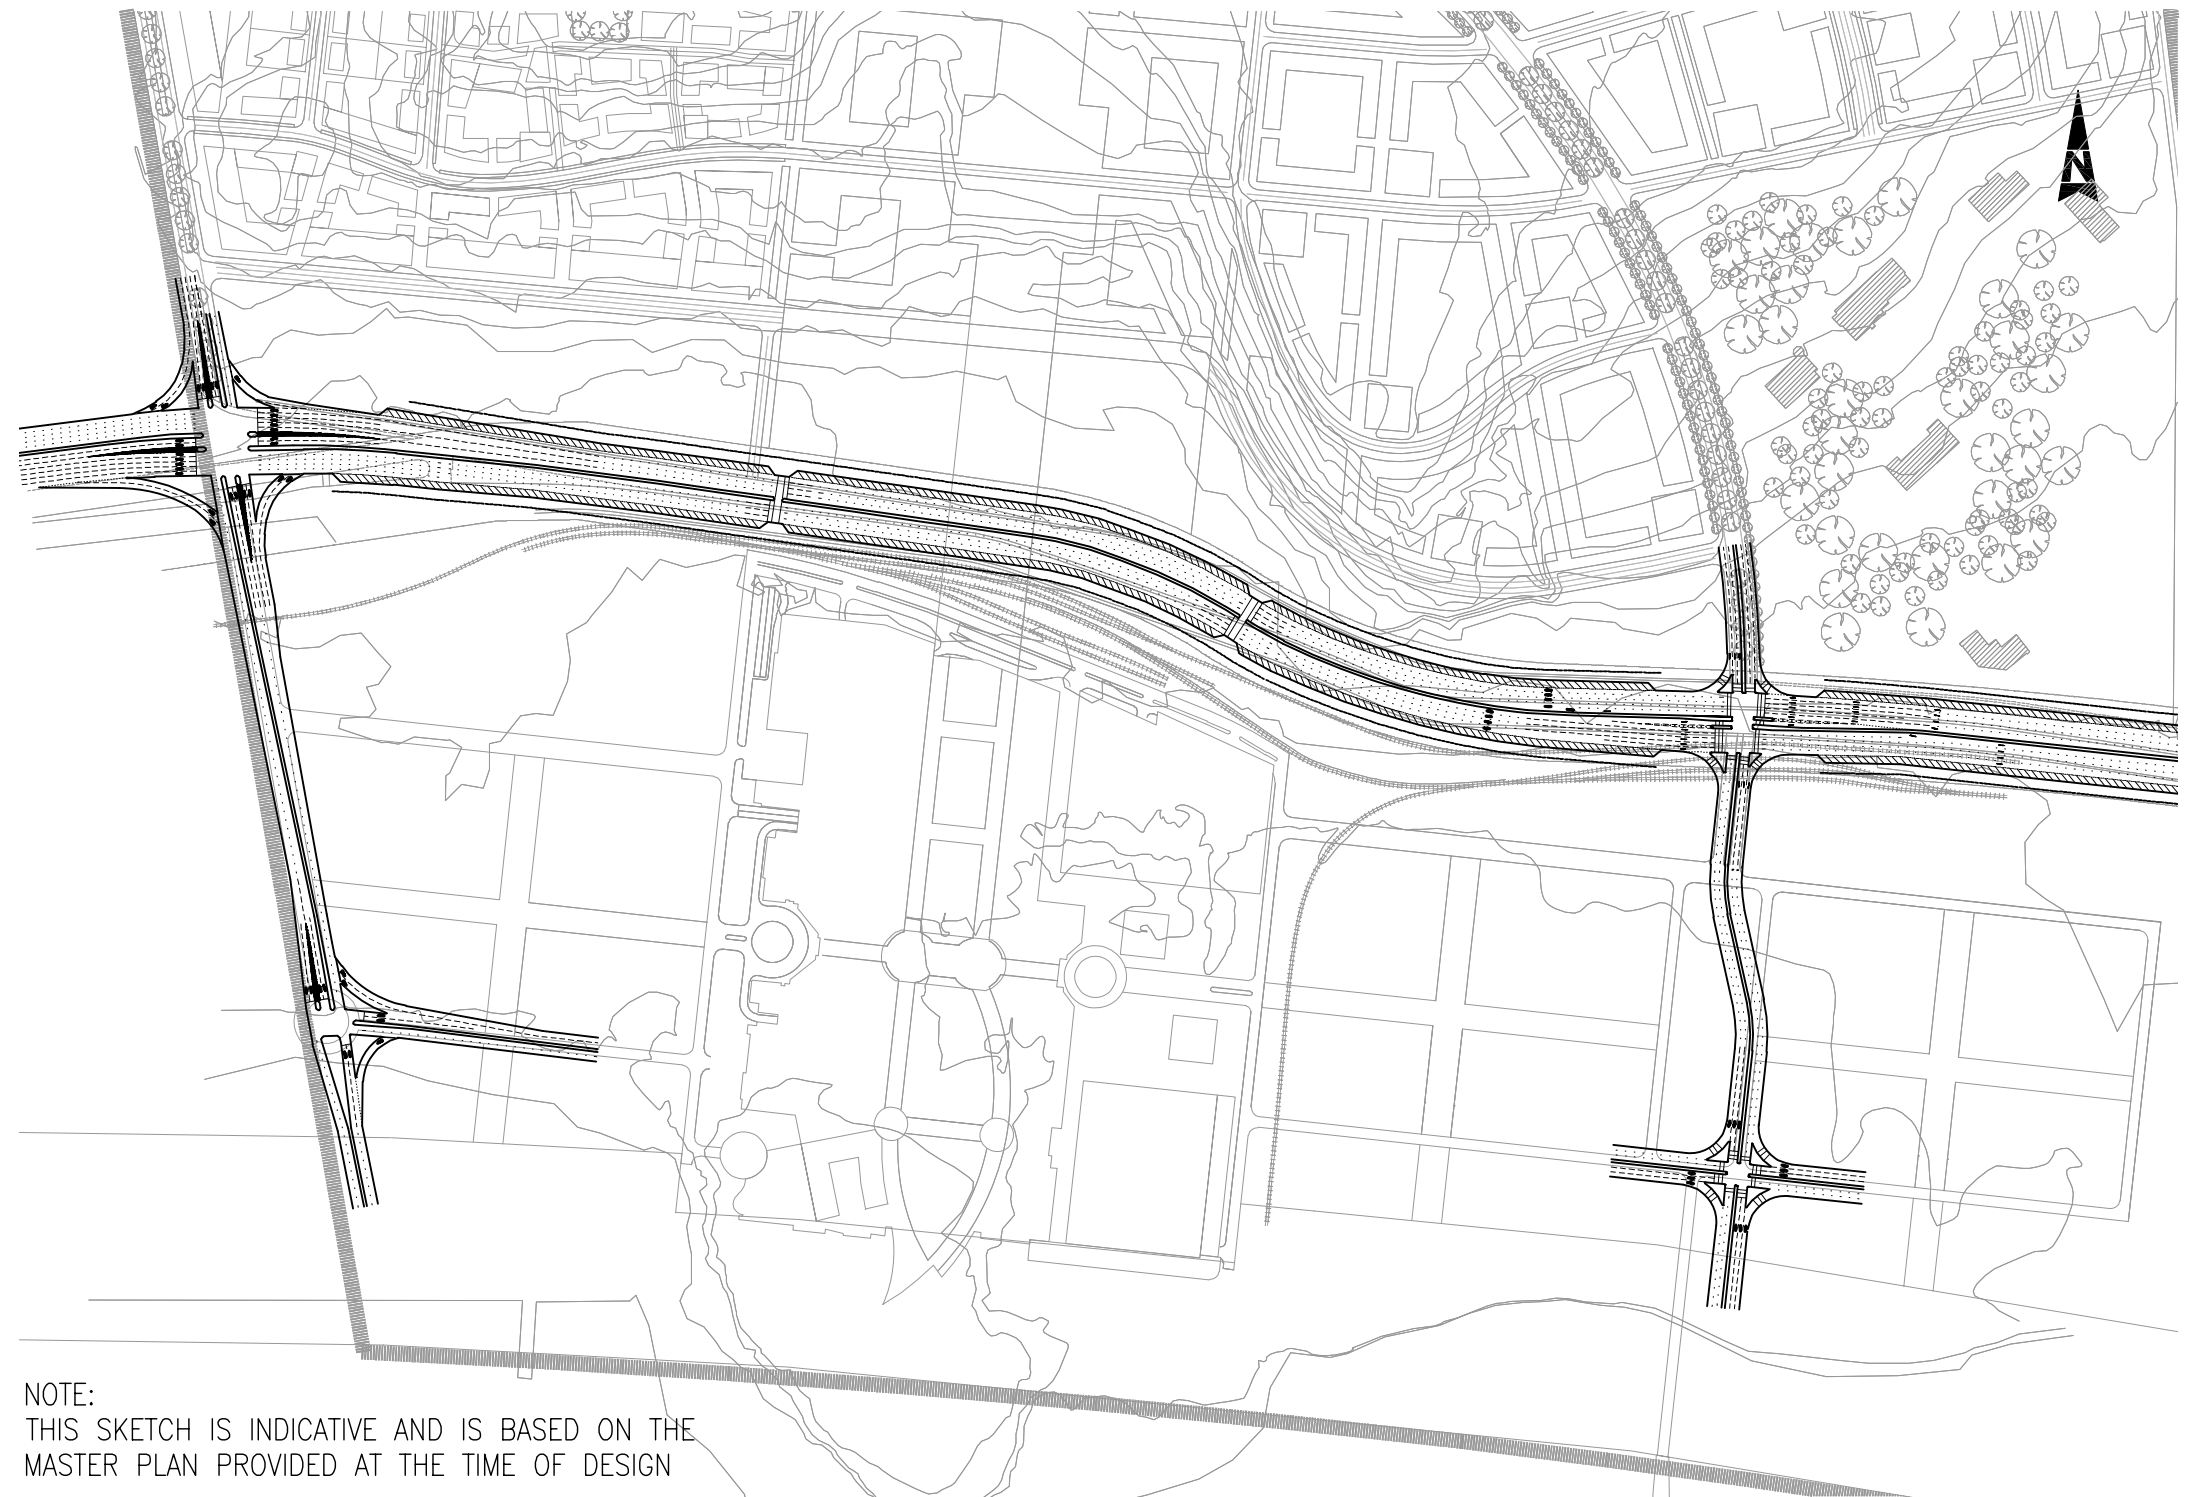 N
NOTE:
THIS SKETCH IS INDICATIVE AND IS BASED ON THE
MASTER PLAN PROVIDED AT THE TIME OF DESIGN